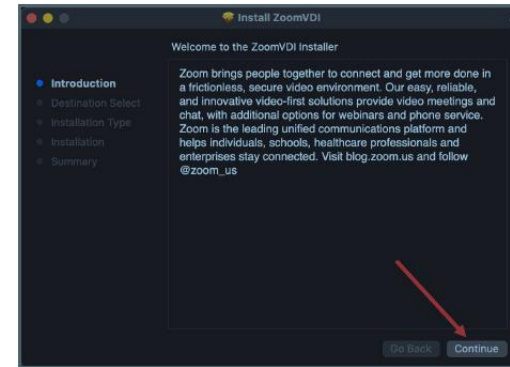 Install ZoomVDI
Welcome to the ZoomVDI Installer
Introduction
Destination Select
Installation Type
Installation
Summary
Zoom brings people together to connect and get more done in
a frictionless, secure video environment. Our easy, reliable,
and innovative video-first solutions provide video meetings and
chat, with additional options for webinars and phone service.
Zoom is the leading unified communications platform and
helps individuals, schools, healthcare professionals and
enterprises stay connected. Visit blog.zoom.us and follow
@zoom_us
Go Back
Continue